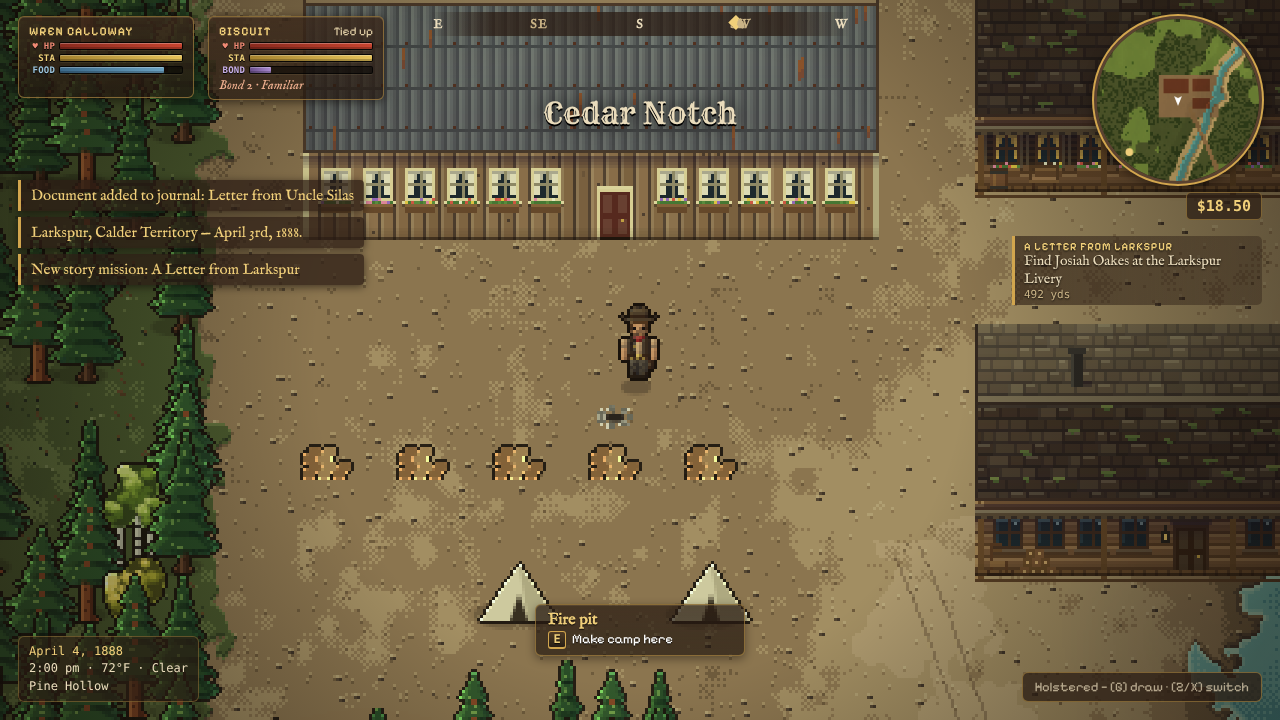 WREN CALLOWAY
♥ HP
STA
FOOD
BISCUIT Tied up
♥ HP
STA
BOND
Bond 2 · Familiar
E SE S W
Cedar Notch
Document added to journal: Letter from Uncle Silas
Larkspur, Calder Territory — April 3rd, 1888.
New story mission: A Letter from Larkspur
$18.50
A LETTER FROM LARKSPUR
Find Josiah Oakes at the Larkspur
Livery
492 yds
Fire pit
E Make camp here
April 4, 1888
2:00 pm · 72°F · Clear
Pine Hollow
Holstered - (G) draw · (Z/X) switch